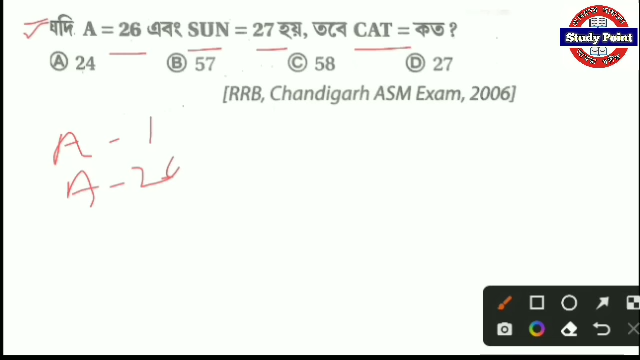 যদি A = 26 এবং SUN = 27 হয়, তবে CAT = কত ?
Ⓐ 24 Ⓑ 57 Ⓒ 58 Ⓓ 27
[RRB, Chandigarh ASM Exam, 2006]
A - 1
A - 26
Study Point